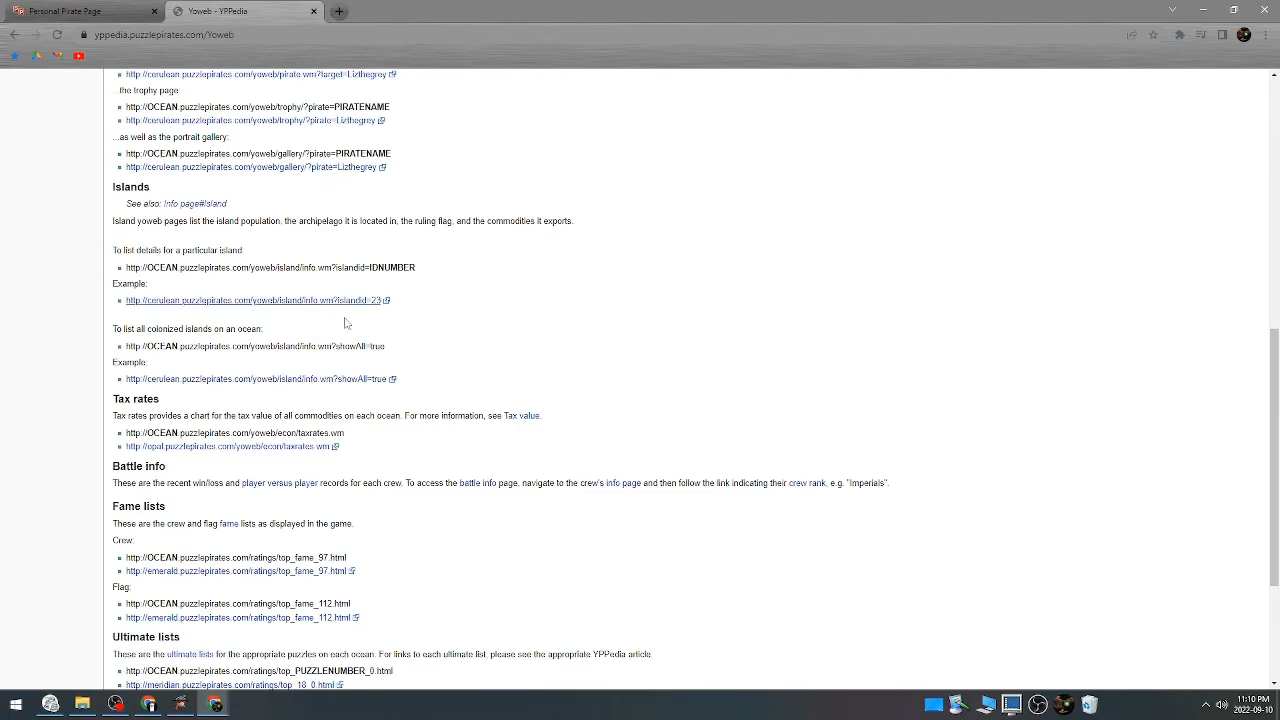 Personal Pirate Page
Yoweb - YPPedia
yppedia.puzzlepirates.com/Yoweb
http://cerulean.puzzlepirates.com/yoweb/pirate.wm?target=Lizthegrey
...the trophy page:
http://OCEAN.puzzlepirates.com/yoweb/trophy/?pirate=PIRATENAME
http://cerulean.puzzlepirates.com/yoweb/trophy/?pirate=Lizthegrey
...as well as the portrait gallery:
http://OCEAN.puzzlepirates.com/yoweb/gallery/?pirate=PIRATENAME
http://cerulean.puzzlepirates.com/yoweb/gallery/?pirate=Lizthegrey
Islands
See also: Info page#Island
Island yoweb pages list the island population, the archipelago it is located in, the ruling flag, and the commodities it exports.
To list details for a particular island:
http://OCEAN.puzzlepirates.com/yoweb/island/info.wm?islandid=IDNUMBER
Example:
http://cerulean.puzzlepirates.com/yoweb/island/info.wm?islandid=23
To list all colonized islands on an ocean:
http://OCEAN.puzzlepirates.com/yoweb/island/info.wm?showAll=true
Example:
http://cerulean.puzzlepirates.com/yoweb/island/info.wm?showAll=true
Tax rates
Tax rates provides a chart for the tax value of all commodities on each ocean. For more information, see Tax value.
http://OCEAN.puzzlepirates.com/yoweb/econ/taxrates.wm
http://opal.puzzlepirates.com/yoweb/econ/taxrates.wm
Battle info
These are the recent win/loss and player versus player records for each crew. To access the battle info page, navigate to the crew's info page and then follow the link indicating their crew rank, e.g. "Imperials".
Fame lists
These are the crew and flag fame lists as displayed in the game.
Crew:
http://OCEAN.puzzlepirates.com/ratings/top_fame_97.html
http://emerald.puzzlepirates.com/ratings/top_fame_97.html
Flag:
http://OCEAN.puzzlepirates.com/ratings/top_fame_112.html
http://emerald.puzzlepirates.com/ratings/top_fame_112.html
Ultimate lists
These are the ultimate lists for the appropriate puzzles on each ocean. For links to each ultimate list, please see the appropriate YPPedia article.
http://OCEAN.puzzlepirates.com/ratings/top_PUZZLENUMBER_0.html
http://meridian.puzzlepirates.com/ratings/top_18_0.html
11:10 PM
2022-09-10